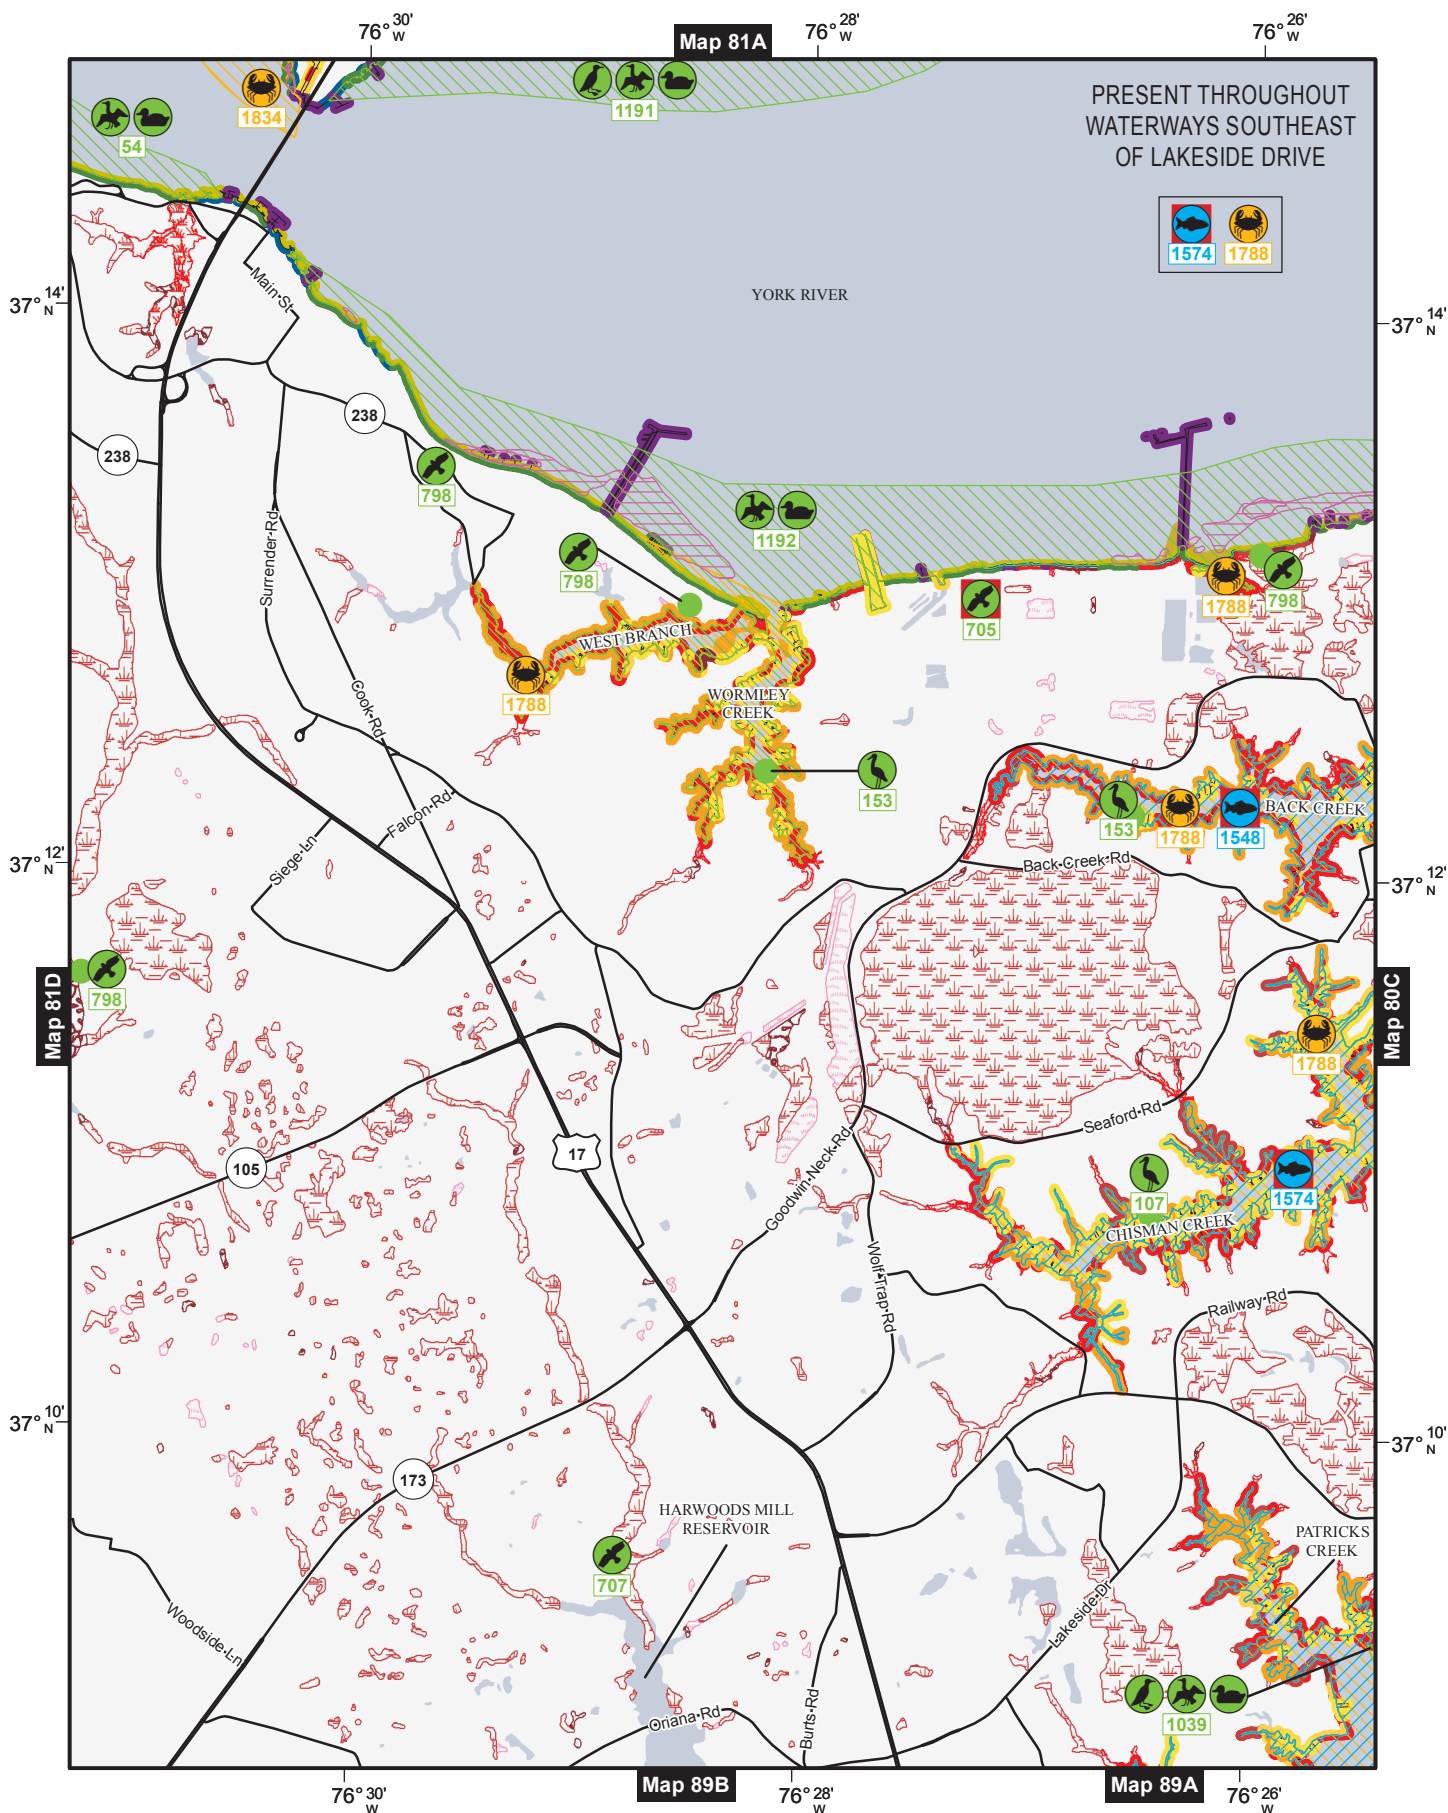 76° 30' W
Map 81A
76° 28' W
76° 26' W
1834
1191
54
PRESENT THROUGHOUT
WATERWAYS SOUTHEAST
OF LAKESIDE DRIVE
1574
1788
37° 14' N
YORK RIVER
37° 14' N
Main St
238
238
798
1192
798
Surrender Rd
1788
798
705
WEST BRANCH
1788
WORMLEY
CREEK
Cook Rd
153
153
1788
1548
BACK CREEK
Falcon Rd
Siege Ln
37° 12' N
Back Creek Rd
37° 12' N
798
Map 81D
Map 80C
1788
Seaford Rd
17
105
Goodwin Neck Rd
107
1574
CHISMAN CREEK
Wolf Trap Rd
Railway Rd
37° 10' N
37° 10' N
173
HARWOODS MILL
RESERVOIR
PATRICKS
CREEK
707
Woodside Ln
Lakeside Dr
1039
Oriana Rd
Burts Rd
76° 30' W
Map 89B
76° 28' W
Map 89A
76° 26' W